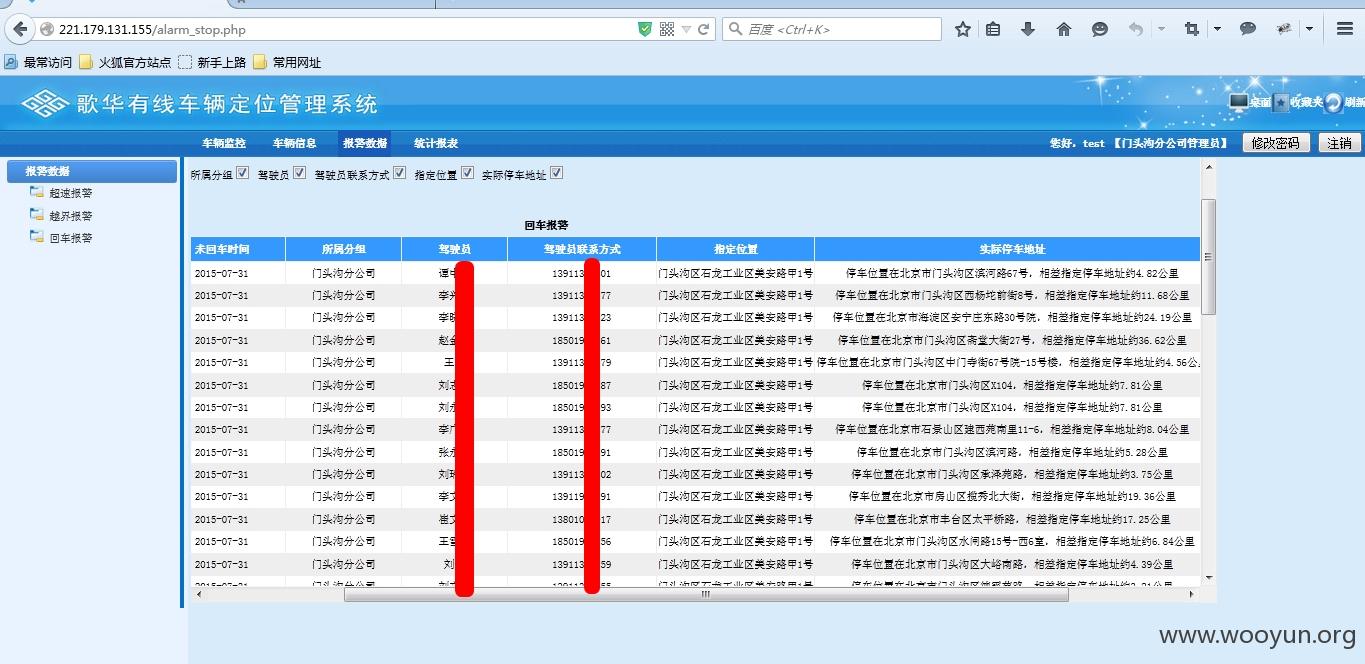 221.179.131.155/alarm_stop.php
百度 <Ctrl+K>
最常访问 火狐官方站点 新手上路 常用网址
歌华有线车辆定位管理系统
桌面 收藏夹 刷新
车辆监控 车辆信息 报警数据 统计报表
您好，test 【门头沟分公司管理员】 修改密码 注销
报警数据
超速报警
越界报警
回车报警
所属分组 驾驶员 驾驶员联系方式 指定位置 实际停车地址
回车报警
未回车时间 所属分组 驾驶员 驾驶员联系方式 指定位置 实际停车地址
2015-07-31 门头沟分公司 谭 13911 01 门头沟区石龙工业区美安路甲1号 停车位置在北京市门头沟区滨河路67号，相差指定停车地址约4.82公里
2015-07-31 门头沟分公司 李 13911 77 门头沟区石龙工业区美安路甲1号 停车位置在北京市门头沟区西杨坨前街8号，相差指定停车地址约11.68公里
2015-07-31 门头沟分公司 李 13911 23 门头沟区石龙工业区美安路甲1号 停车位置在北京市海淀区安宁庄东路30号院，相差指定停车地址约24.19公里
2015-07-31 门头沟分公司 赵 18501 61 门头沟区石龙工业区美安路甲1号 停车位置在北京市门头沟区斋堂大街27号，相差指定停车地址约36.62公里
2015-07-31 门头沟分公司 王 13911 79 门头沟区石龙工业区美安路甲1号 停车位置在北京市门头沟区中门寺街67号院-15号楼，相差指定停车地址约4.56公
2015-07-31 门头沟分公司 刘 18501 87 门头沟区石龙工业区美安路甲1号 停车位置在北京市门头沟区X104，相差指定停车地址约7.81公里
2015-07-31 门头沟分公司 刘 18501 93 门头沟区石龙工业区美安路甲1号 停车位置在北京市门头沟区X104，相差指定停车地址约7.81公里
2015-07-31 门头沟分公司 李 13911 77 门头沟区石龙工业区美安路甲1号 停车位置在北京市石景山区建西苑南里11-6，相差指定停车地址约8.04公里
2015-07-31 门头沟分公司 张 18501 91 门头沟区石龙工业区美安路甲1号 停车位置在北京市门头沟区滨河路，相差指定停车地址约5.28公里
2015-07-31 门头沟分公司 刘 13911 02 门头沟区石龙工业区美安路甲1号 停车位置在北京市门头沟区承泽苑路，相差指定停车地址约3.75公里
2015-07-31 门头沟分公司 李 13911 91 门头沟区石龙工业区美安路甲1号 停车位置在北京市房山区揽秀北大街，相差指定停车地址约19.36公里
2015-07-31 门头沟分公司 崔 13801 17 门头沟区石龙工业区美安路甲1号 停车位置在北京市丰台区太平桥路，相差指定停车地址约17.25公里
2015-07-31 门头沟分公司 王 18501 56 门头沟区石龙工业区美安路甲1号 停车位置在北京市门头沟区水闸路15号-西6室，相差指定停车地址约6.84公里
2015-07-31 门头沟分公司 刘 13911 59 门头沟区石龙工业区美安路甲1号 停车位置在北京市门头沟区大峪南路，相差指定停车地址约4.39公里
www.wooyun.org